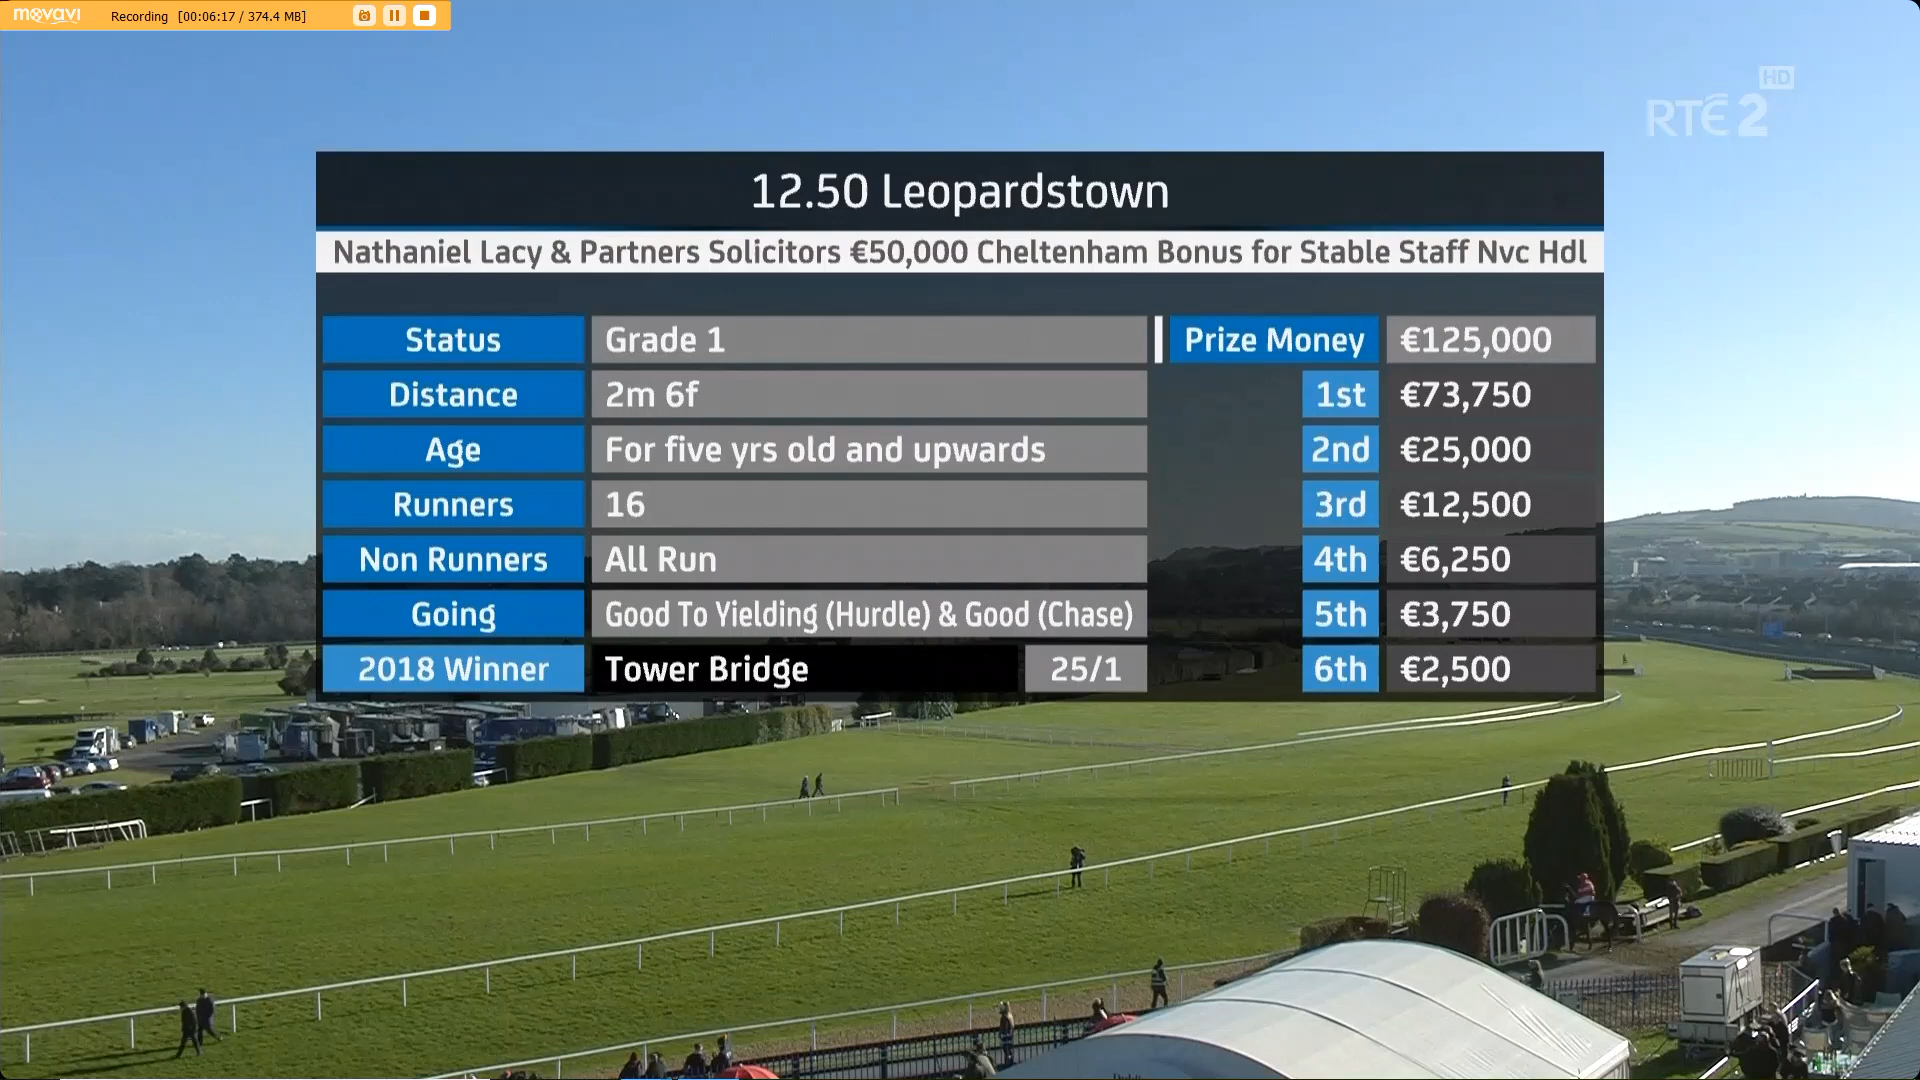 movavi Recording [00:06:17 / 374.4 MB]
HD
RTÉ 2
12.50 Leopardstown
Nathaniel Lacy & Partners Solicitors €50,000 Cheltenham Bonus for Stable Staff Nvc Hdl
Status Grade 1 Prize Money €125,000
Distance 2m 6f 1st €73,750
Age For five yrs old and upwards 2nd €25,000
Runners 16 3rd €12,500
Non Runners All Run 4th €6,250
Going Good To Yielding (Hurdle) & Good (Chase) 5th €3,750
2018 Winner Tower Bridge 25/1 6th €2,500